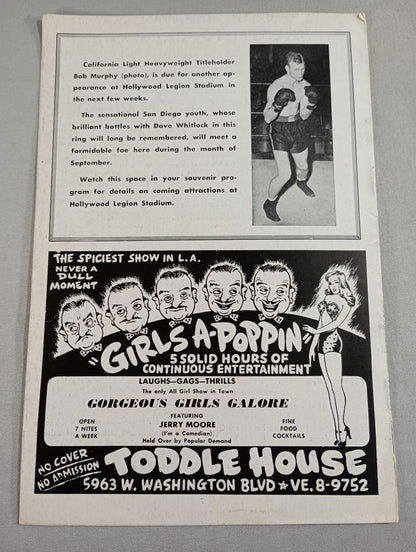 California Light Heavyweight Titleholder
Bob Murphy (photo), is due for another ap-
pearance at Hollywood Legion Stadium in
the next few weeks.
The sensational San Diego youth, whose
brilliant battles with Dave Whitlock in this
ring will long be remembered, will meet a
formidable foe here during the month of
September.
Watch this space in your souvenir pro-
gram for details on coming attractions at
Hollywood Legion Stadium.
THE SPICIEST SHOW IN L.A.
NEVER A
DULL
MOMENT
"GIRLS A-POPPIN"
5 SOLID HOURS OF
CONTINUOUS ENTERTAINMENT
LAUGHS—GAGS—THRILLS
The only All Girl Show in Town
GORGEOUS GIRLS GALORE
OPEN
7 NITES
A WEEK
FEATURING
JERRY MOORE
(I'm a Comedian)
Held Over by Popular Demand
FINE
FOOD
COCKTAILS
NO COVER
NO ADMISSION
TODDLE HOUSE
5963 W. WASHINGTON BLVD ★ VE. 8-9752